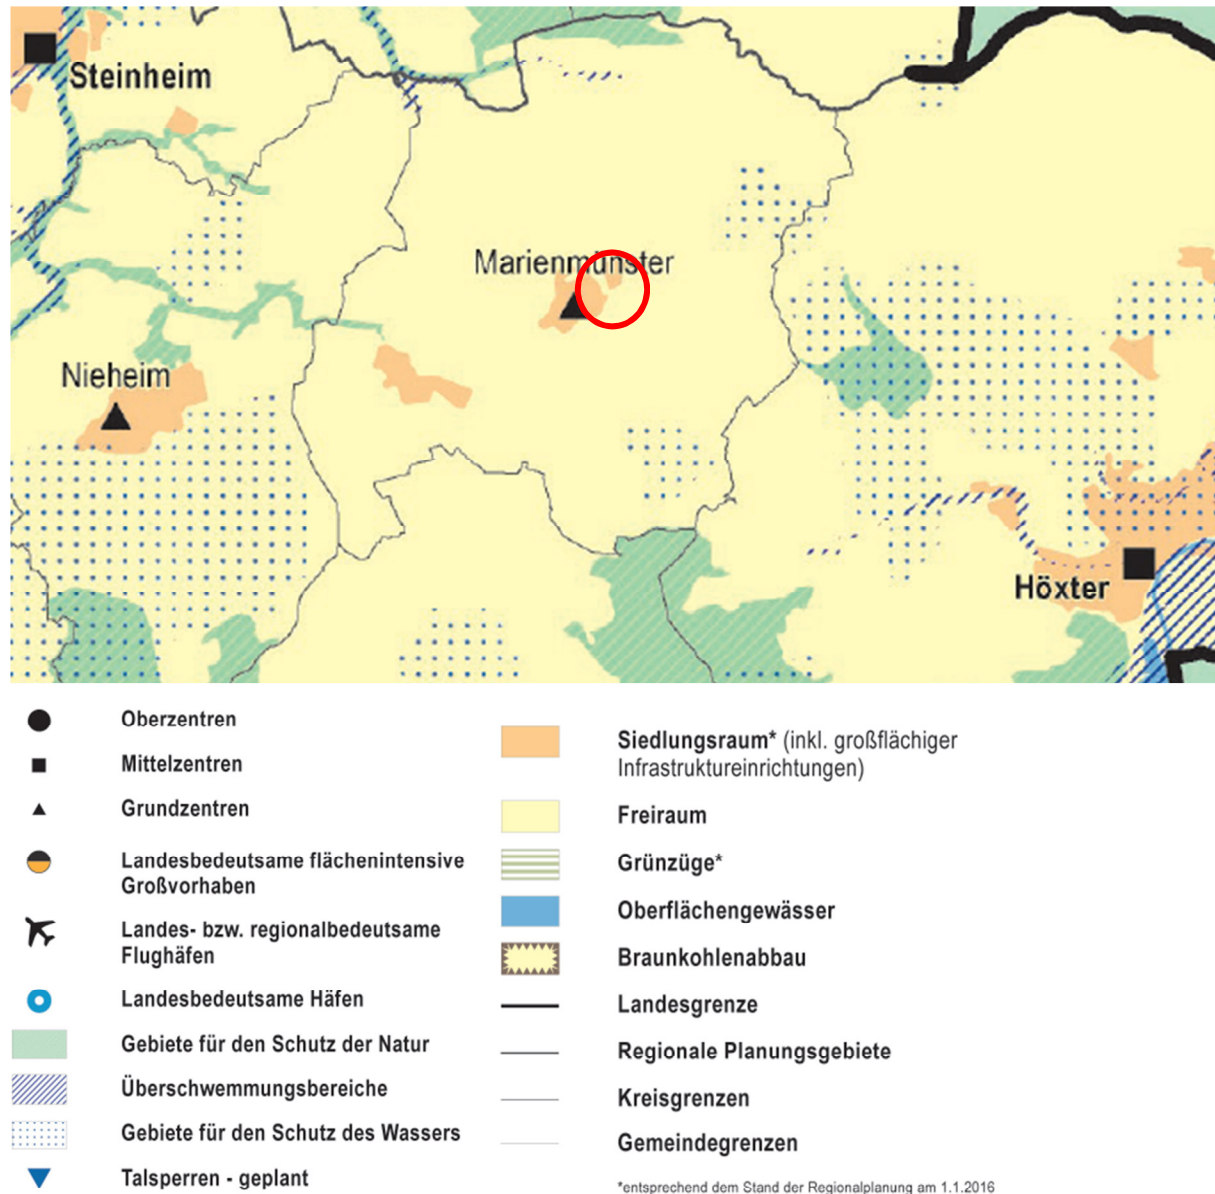 Steinheim
Marienmünster
Nieheim
Höxter
Oberzentren
Mittelzentren
Grundzentren
Landesbedeutsame flächenintensive
Großvorhaben
Landes- bzw. regionalbedeutsame
Flughäfen
Landesbedeutsame Häfen
Gebiete für den Schutz der Natur
Überschwemmungsbereiche
Gebiete für den Schutz des Wassers
Talsperren - geplant
Siedlungsraum* (inkl. großflächiger
Infrastruktureinrichtungen)
Freiraum
Grünzüge*
Oberflächengewässer
Braunkohlenabbau
Landesgrenze
Regionale Planungsgebiete
Kreisgrenzen
Gemeindegrenzen
*entsprechend dem Stand der Regionalplanung am 1.1.2016